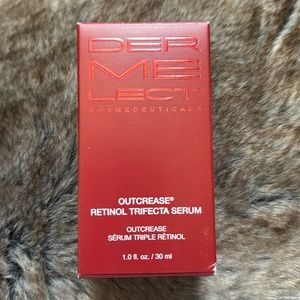 DER
ME
LECT
COSMECEUTICALS
OUTCREASE®
RETINOL TRIFECTA SERUM
OUTCREASE
SÉRUM TRIPLE RÉTINOL
1.0 fl. oz. / 30 ml